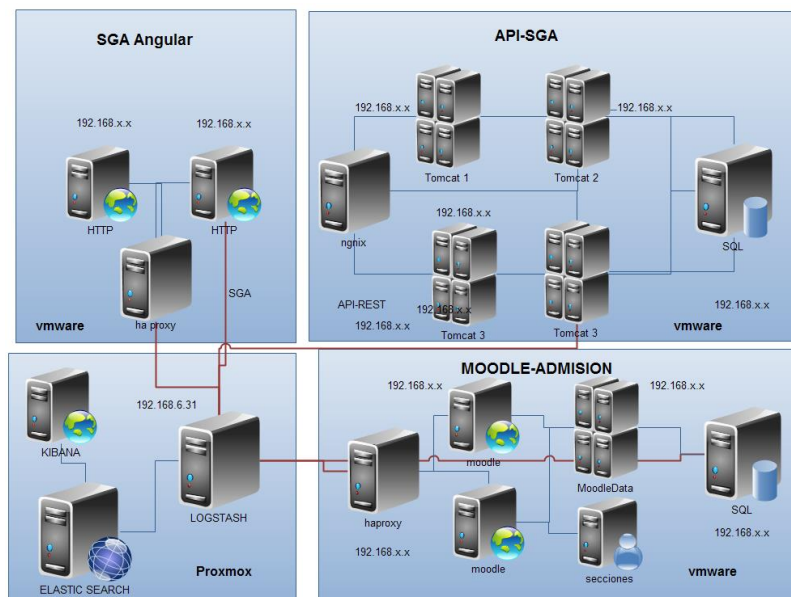 SGA Angular
192.168.x.x
192.168.x.x
HTTP
HTTP
SGA
ha proxy
vmware
API-SGA
192.168.x.x
192.168.x.x
Tomcat 1
Tomcat 2
192.168.x.x
ngnix
SQL
API-REST
192.168.x.x
192.168.x.x
192.168.x.x
Tomcat 3
Tomcat 3
vmware
192.168.6.31
KIBANA
LOGSTASH
ELASTIC SEARCH
Proxmox
MOODLE-ADMISION
192.168.x.x
192.168.x.x
moodle
MoodleData
SQL
haproxy
192.168.x.x
192.168.x.x
moodle
secciones
vmware